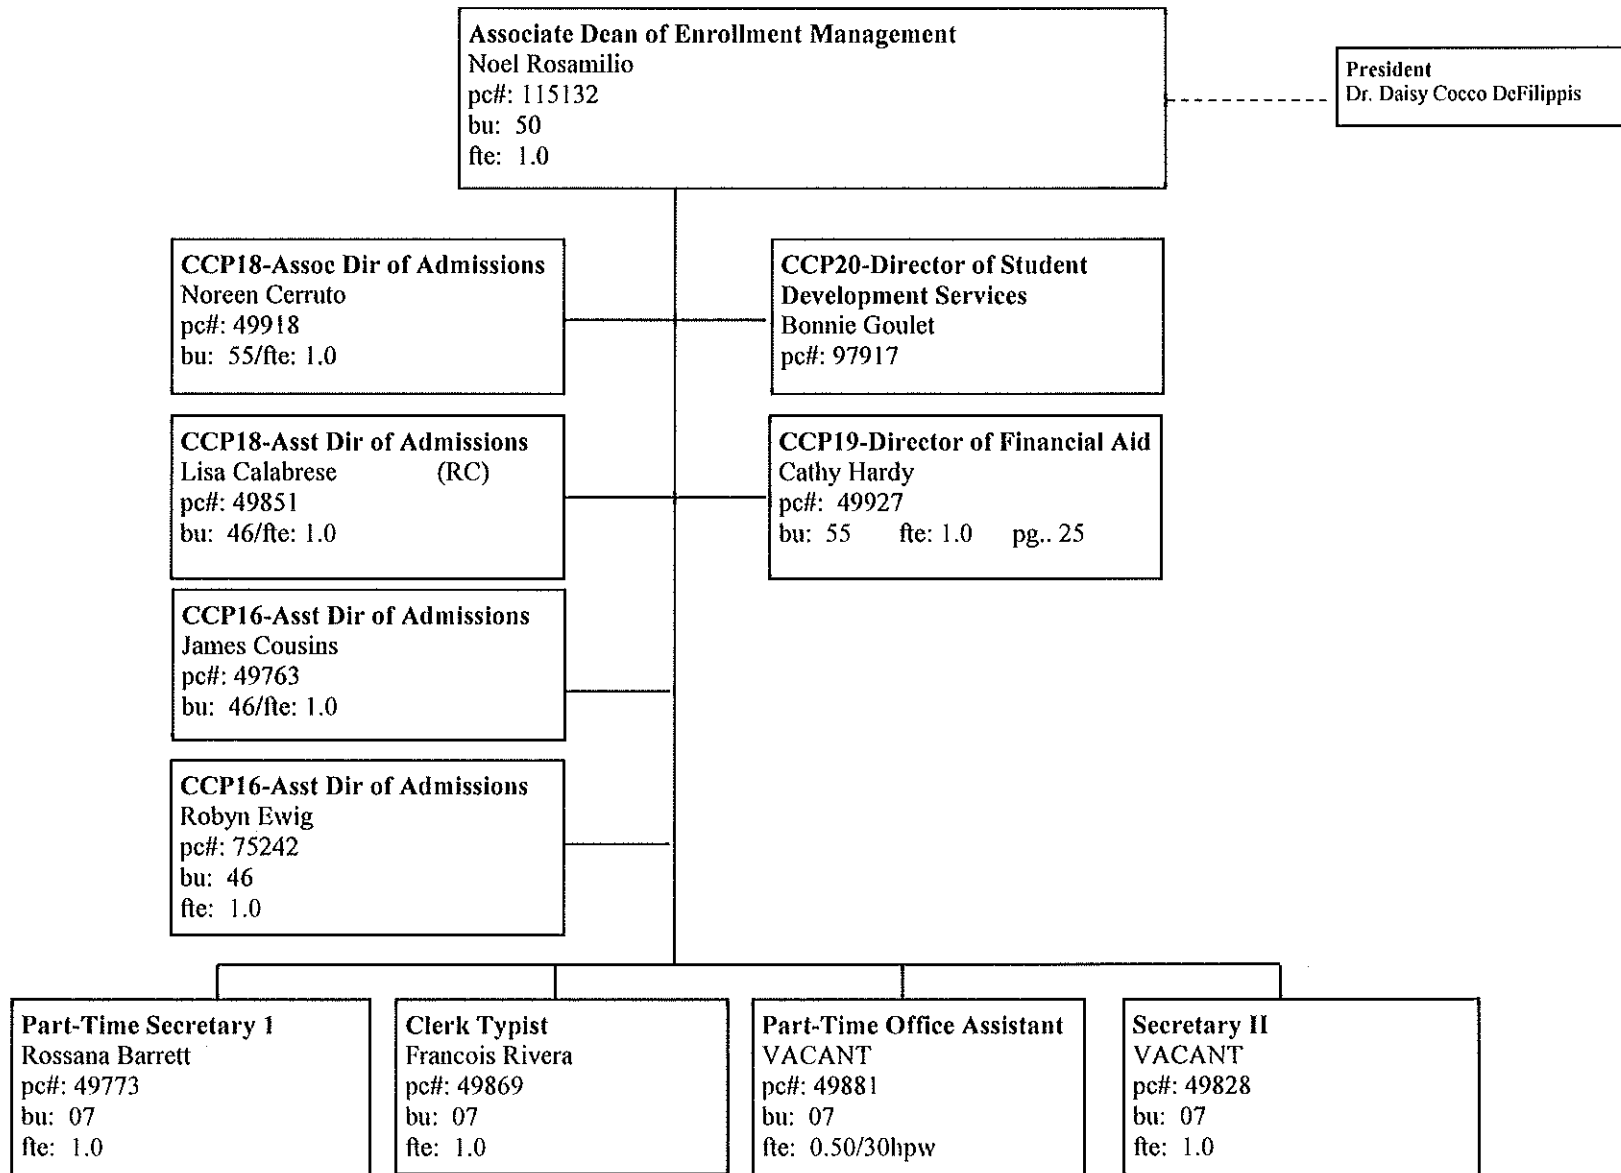 Associate Dean of Enrollment Management
Noel Rosamilio
pc#: 115132
bu: 50
fte: 1.0
President
Dr. Daisy Cocco DeFilippis
CCP18-Assoc Dir of Admissions
Noreen Cerruto
pc#: 49918
bu: 55/fte: 1.0
CCP20-Director of Student
Development Services
Bonnie Goulet
pc#: 97917
CCP18-Asst Dir of Admissions
Lisa Calabrese (RC)
pc#: 49851
bu: 46/fte: 1.0
CCP19-Director of Financial Aid
Cathy Hardy
pc#: 49927
bu: 55 fte: 1.0 pg.. 25
CCP16-Asst Dir of Admissions
James Cousins
pc#: 49763
bu: 46/fte: 1.0
CCP16-Asst Dir of Admissions
Robyn Ewig
pc#: 75242
bu: 46
fte: 1.0
Part-Time Secretary 1
Rossana Barrett
pc#: 49773
bu: 07
fte: 1.0
Clerk Typist
Francois Rivera
pc#: 49869
bu: 07
fte: 1.0
Part-Time Office Assistant
VACANT
pc#: 49881
bu: 07
fte: 0.50/30hpw
Secretary II
VACANT
pc#: 49828
bu: 07
fte: 1.0